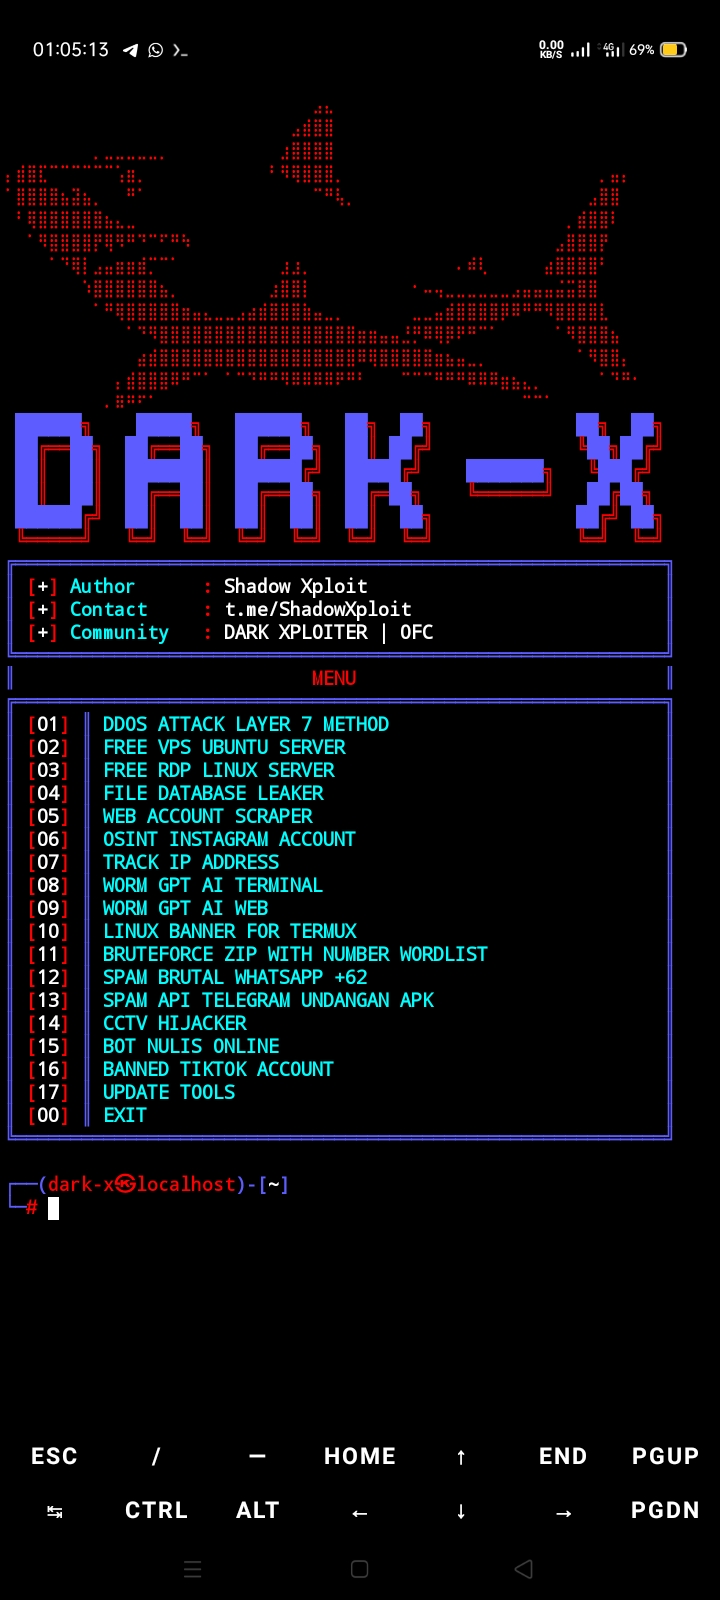 01:05:13
0.00 KB/S 4G 69%
DARK-X
[+] Author : Shadow Xploit
[+] Contact : t.me/ShadowXploit
[+] Community : DARK XPLOITER | OFC
MENU
[01] DDOS ATTACK LAYER 7 METHOD
[02] FREE VPS UBUNTU SERVER
[03] FREE RDP LINUX SERVER
[04] FILE DATABASE LEAKER
[05] WEB ACCOUNT SCRAPER
[06] OSINT INSTAGRAM ACCOUNT
[07] TRACK IP ADDRESS
[08] WORM GPT AI TERMINAL
[09] WORM GPT AI WEB
[10] LINUX BANNER FOR TERMUX
[11] BRUTEFORCE ZIP WITH NUMBER WORDLIST
[12] SPAM BRUTAL WHATSAPP +62
[13] SPAM API TELEGRAM UNDANGAN APK
[14] CCTV HIJACKER
[15] BOT NULIS ONLINE
[16] BANNED TIKTOK ACCOUNT
[17] UPDATE TOOLS
[00] EXIT
┌──(dark-x㉿localhost)-[~]
└─#
ESC / — HOME ↑ END PGUP
↹ CTRL ALT ← ↓ → PGDN